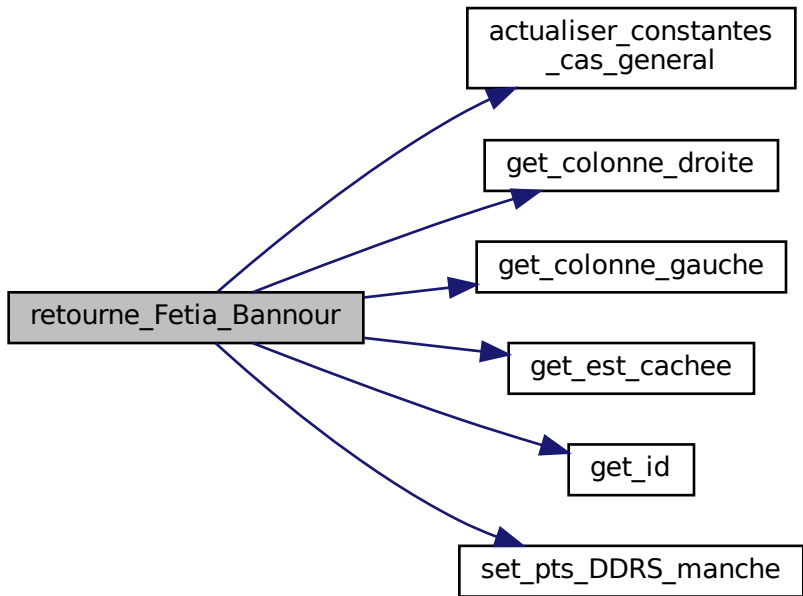 actualiser_constantes
_cas_general
get_colonne_droite
get_colonne_gauche
retourne_Fetia_Bannour
get_est_cachee
get_id
set_pts_DDRS_manche